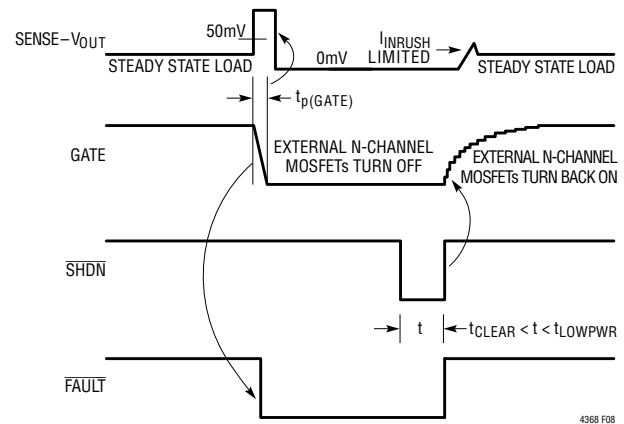 SENSE–VOUT
50mV
STEADY STATE LOAD
0mV
IINRUSH
LIMITED
STEADY STATE LOAD
tp(GATE)
GATE
EXTERNAL N-CHANNEL
MOSFETs TURN OFF
EXTERNAL N-CHANNEL
MOSFETs TURN BACK ON
SHDN
t
tCLEAR < t < tLOWPWR
FAULT
4368 F08